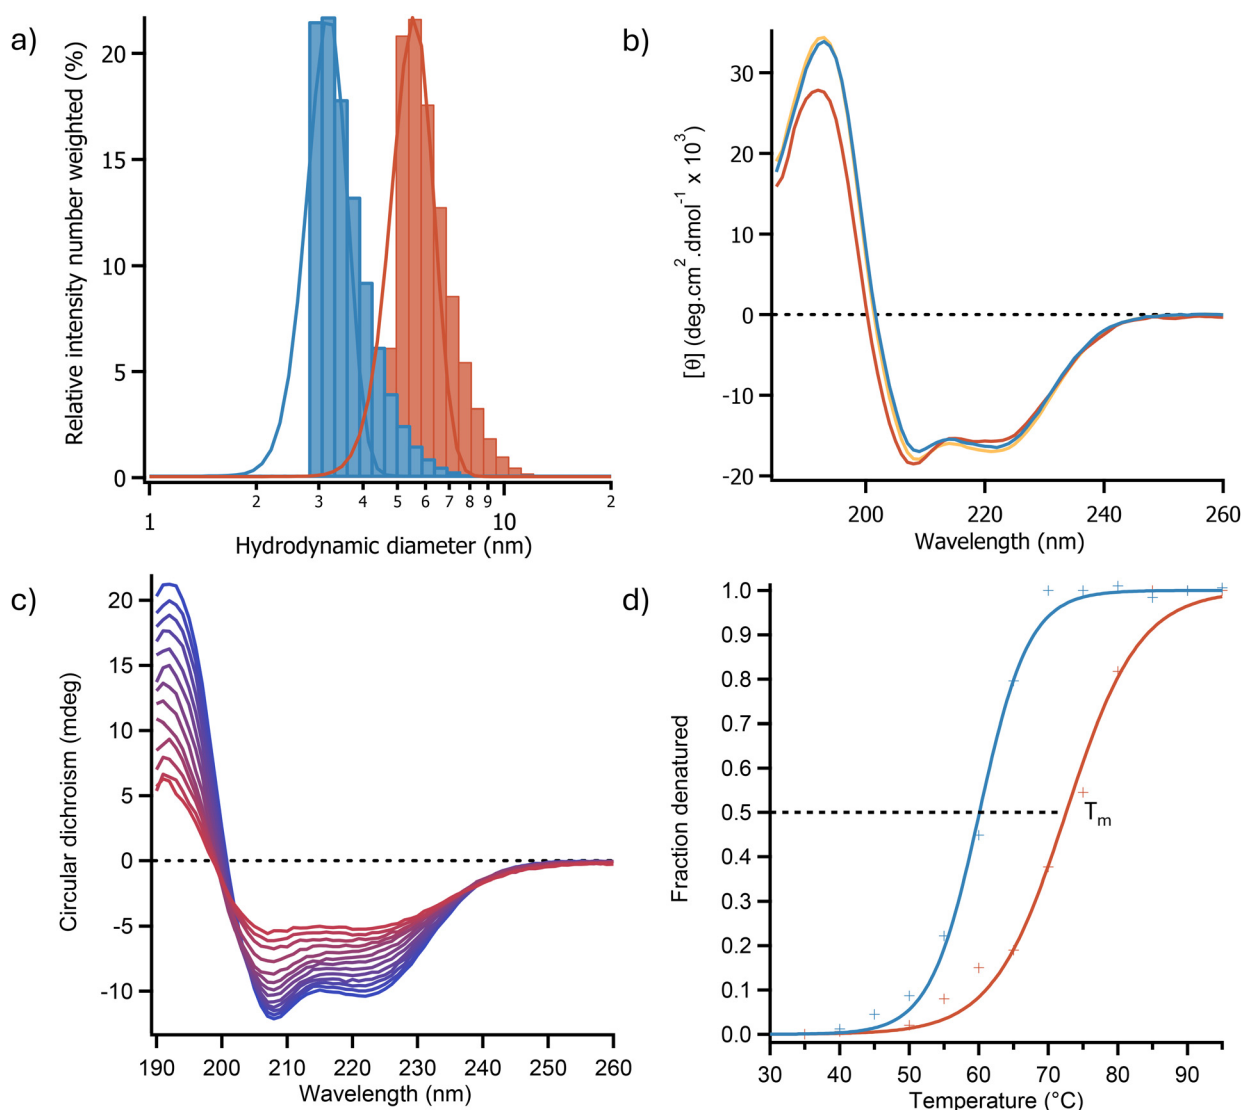 a)
Relative intensity number weighted (%)
20
15
10
5
0
2 3 4 5 6 7 8 9 2
1 10
Hydrodynamic diameter (nm)
b)
[θ] (deg.cm² .dmol⁻¹ x 10³)
30
20
10
0
-10
-20
200 220 240 260
Wavelength (nm)
c)
Circular dichroism (mdeg)
20
15
10
5
0
-5
-10
190 200 210 220 230 240 250 260
Wavelength (nm)
d)
Fraction denatured
1.0
0.9
0.8
0.7
0.6
0.5
0.4
0.3
0.2
0.1
0.0
Tm
30 40 50 60 70 80 90
Temperature (°C)